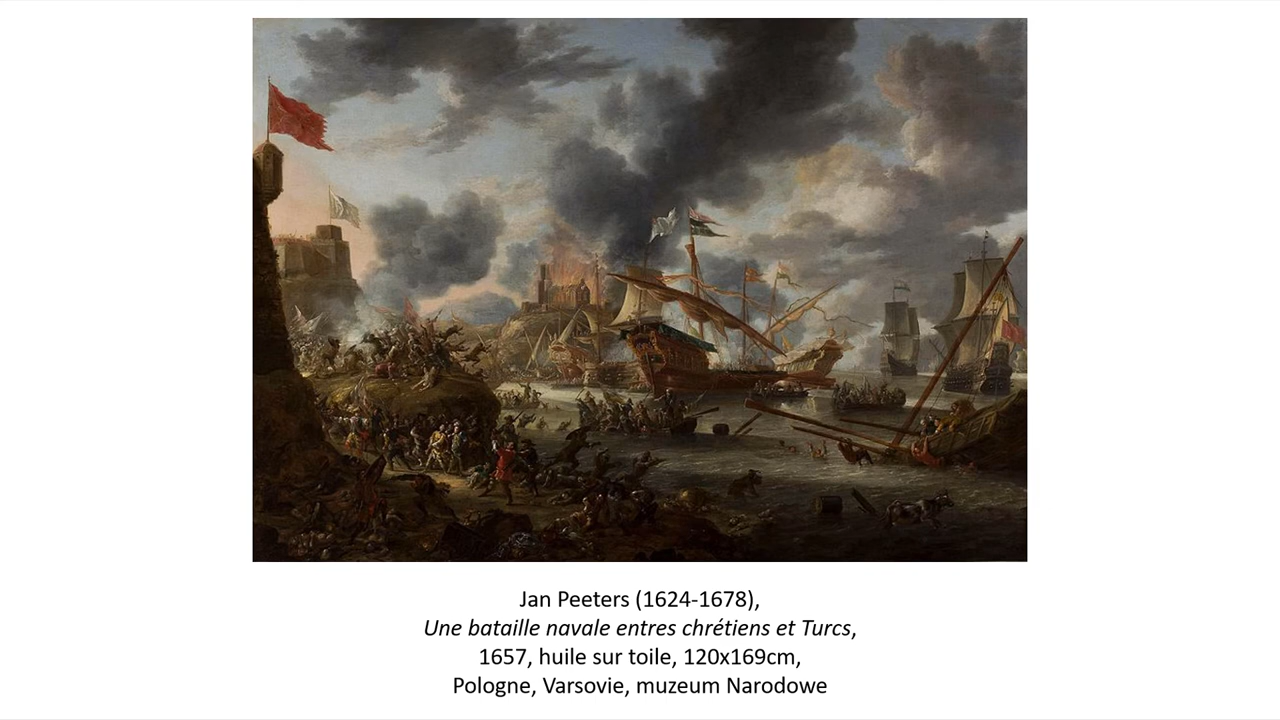 Jan Peeters (1624-1678),
Une bataille navale entres chrétiens et Turcs,
1657, huile sur toile, 120x169cm,
Pologne, Varsovie, muzeum Narodowe